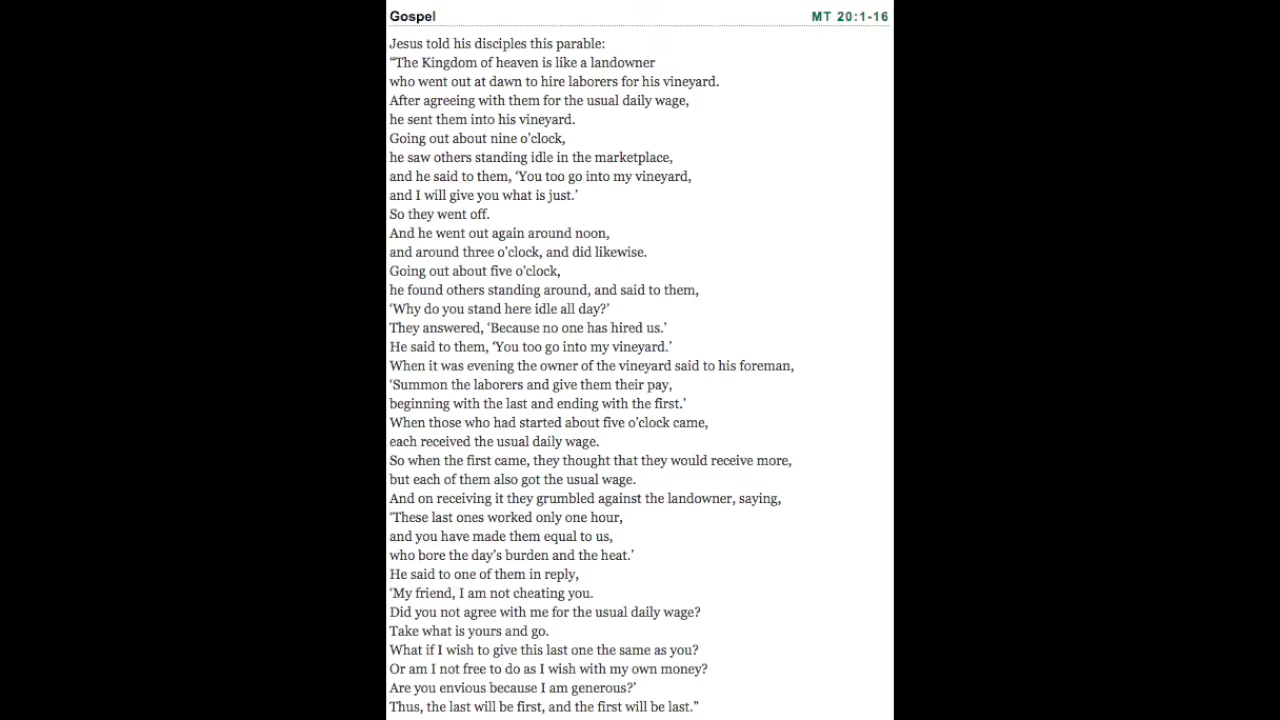 Gospel MT 20:1-16
Jesus told his disciples this parable:
“The Kingdom of heaven is like a landowner
who went out at dawn to hire laborers for his vineyard.
After agreeing with them for the usual daily wage,
he sent them into his vineyard.
Going out about nine o’clock,
he saw others standing idle in the marketplace,
and he said to them, ‘You too go into my vineyard,
and I will give you what is just.’
So they went off.
And he went out again around noon,
and around three o’clock, and did likewise.
Going out about five o’clock,
he found others standing around, and said to them,
‘Why do you stand here idle all day?’
They answered, ‘Because no one has hired us.’
He said to them, ‘You too go into my vineyard.’
When it was evening the owner of the vineyard said to his foreman,
‘Summon the laborers and give them their pay,
beginning with the last and ending with the first.’
When those who had started about five o’clock came,
each received the usual daily wage.
So when the first came, they thought that they would receive more,
but each of them also got the usual wage.
And on receiving it they grumbled against the landowner, saying,
‘These last ones worked only one hour,
and you have made them equal to us,
who bore the day’s burden and the heat.’
He said to one of them in reply,
‘My friend, I am not cheating you.
Did you not agree with me for the usual daily wage?
Take what is yours and go.
What if I wish to give this last one the same as you?
Or am I not free to do as I wish with my own money?
Are you envious because I am generous?’
Thus, the last will be first, and the first will be last.”